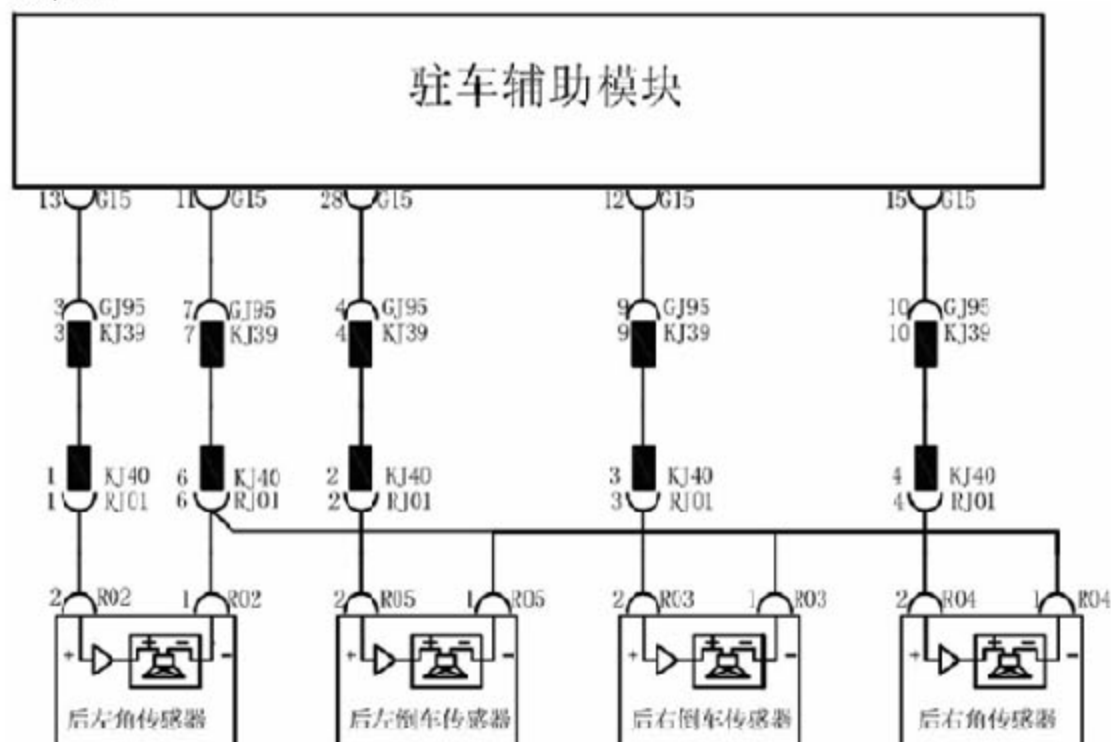 驻车辅助模块
13 G15 11 G15 28 G15 12 G15 15 G15
3 GJ95 7 GJ95 4 GJ95 9 GJ95 10 GJ95
3 KJ39 7 KJ39 4 KJ39 9 KJ39 10 KJ39
1 KJ40 6 KJ40 2 KJ40 3 KJ40 4 KJ40
1 RJ01 6 RJ01 2 RJ01 3 RJ01 4 RJ01
2 R02 1 R02 2 R05 1 R05 2 R03 1 R03 2 R04 1 R04
+ - + - + - + -
+ - + - + - + -
后左角传感器 后左倒车传感器 后右倒车传感器 后右角传感器